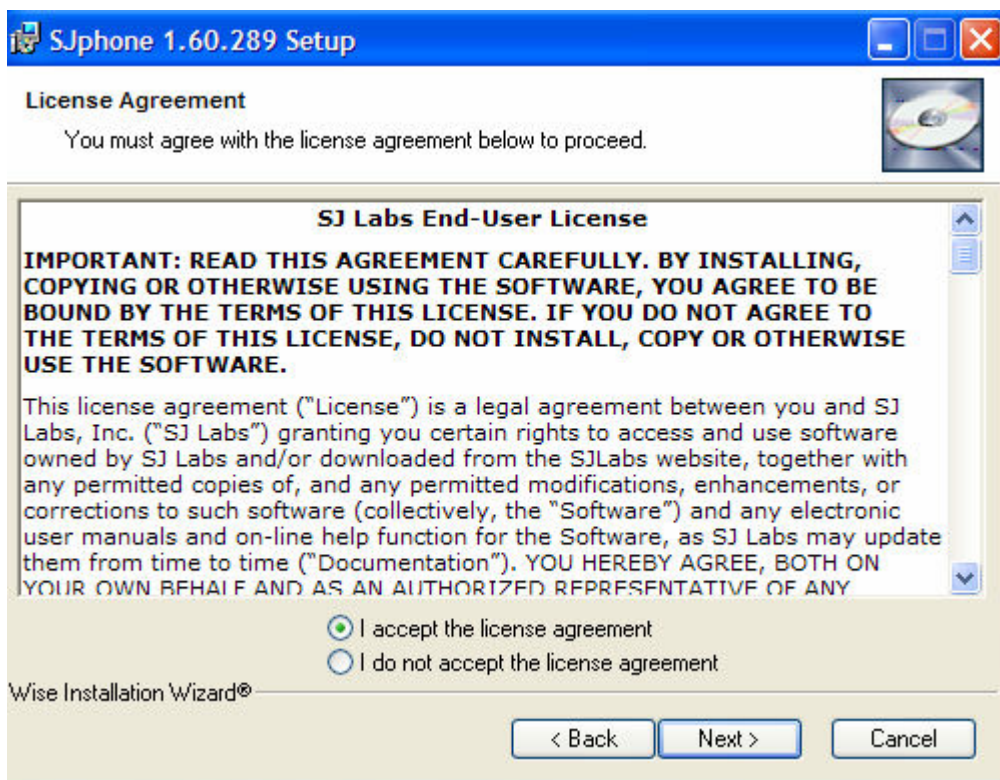 SJphone 1.60.289 Setup
License Agreement
You must agree with the license agreement below to proceed.
SJ Labs End-User License
IMPORTANT: READ THIS AGREEMENT CAREFULLY. BY INSTALLING,
COPYING OR OTHERWISE USING THE SOFTWARE, YOU AGREE TO BE
BOUND BY THE TERMS OF THIS LICENSE. IF YOU DO NOT AGREE TO
THE TERMS OF THIS LICENSE, DO NOT INSTALL, COPY OR OTHERWISE
USE THE SOFTWARE.
This license agreement (“License”) is a legal agreement between you and SJ
Labs, Inc. (“SJ Labs”) granting you certain rights to access and use software
owned by SJ Labs and/or downloaded from the SJLabs website, together with
any permitted copies of, and any permitted modifications, enhancements, or
corrections to such software (collectively, the “Software”) and any electronic
user manuals and on-line help function for the Software, as SJ Labs may update
them from time to time (“Documentation”). YOU HEREBY AGREE, BOTH ON
YOUR OWN BEHALF AND AS AN AUTHORIZED REPRESENTATIVE OF ANY
I accept the license agreement
I do not accept the license agreement
Wise Installation Wizard®
< Back Next > Cancel